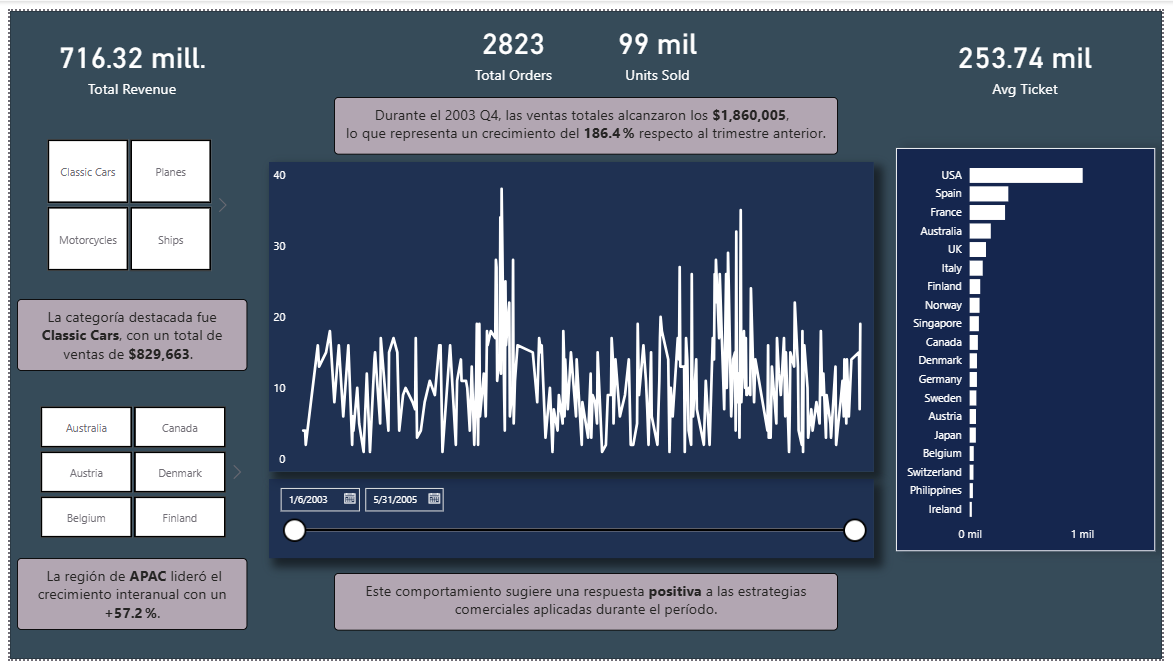 716.32 mill.
Total Revenue
2823
Total Orders
99 mil
Units Sold
253.74 mil
Avg Ticket
Durante el 2003 Q4, las ventas totales alcanzaron los $1,860,005,
lo que representa un crecimiento del 186.4 % respecto al trimestre anterior.
Classic Cars
Planes
Motorcycles
Ships
La categoría destacada fue
Classic Cars, con un total de
ventas de $829,663.
Australia
Canada
Austria
Denmark
Belgium
Finland
La región de APAC lideró el
crecimiento interanual con un
+57.2 %.
40
30
20
10
0
1/6/2003
5/31/2005
Este comportamiento sugiere una respuesta positiva a las estrategias
comerciales aplicadas durante el período.
USA
Spain
France
Australia
UK
Italy
Finland
Norway
Singapore
Canada
Denmark
Germany
Sweden
Austria
Japan
Belgium
Switzerland
Philippines
Ireland
0 mil
1 mil